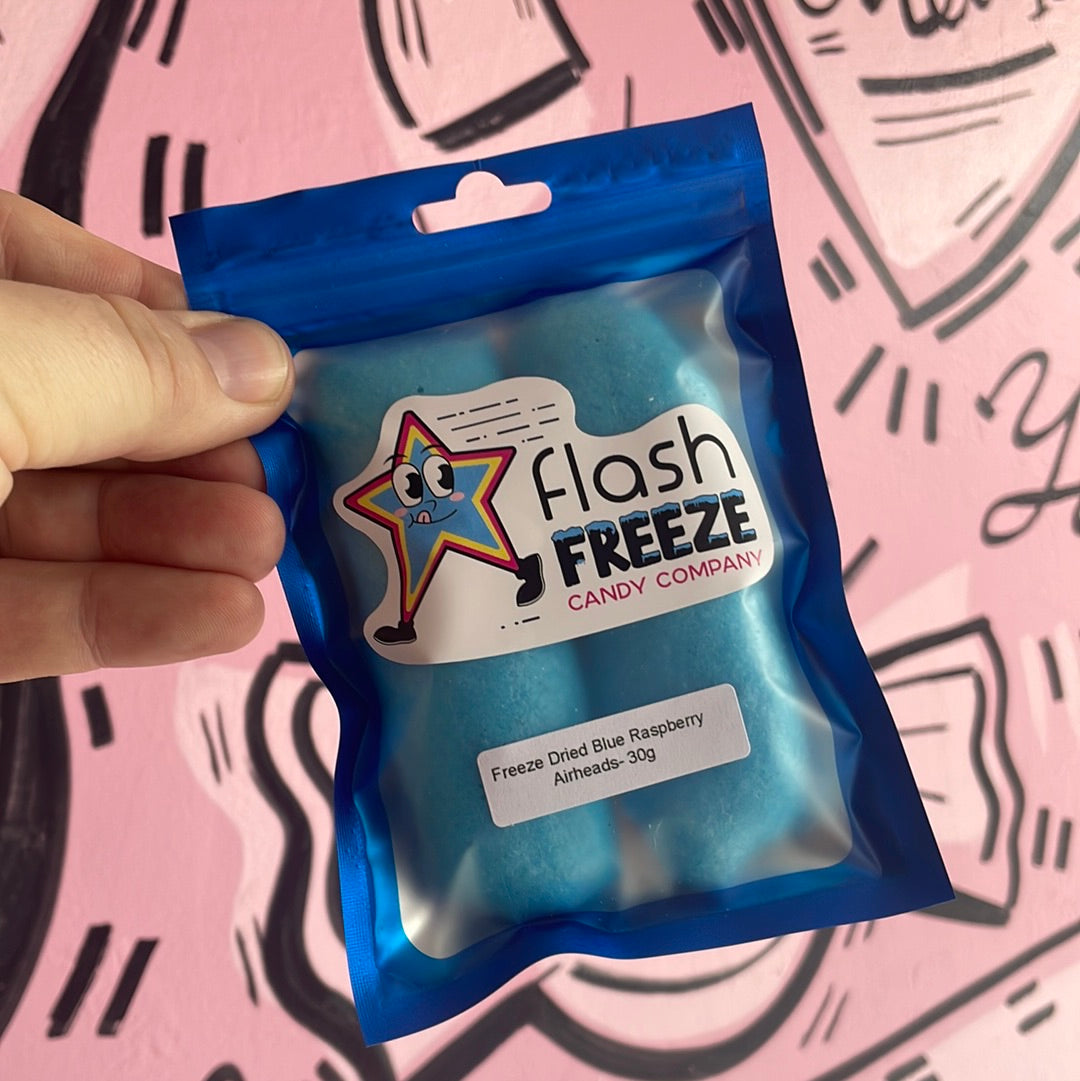 flash
FREEZE
CANDY COMPANY
Freeze Dried Blue Raspberry
Airheads- 30g